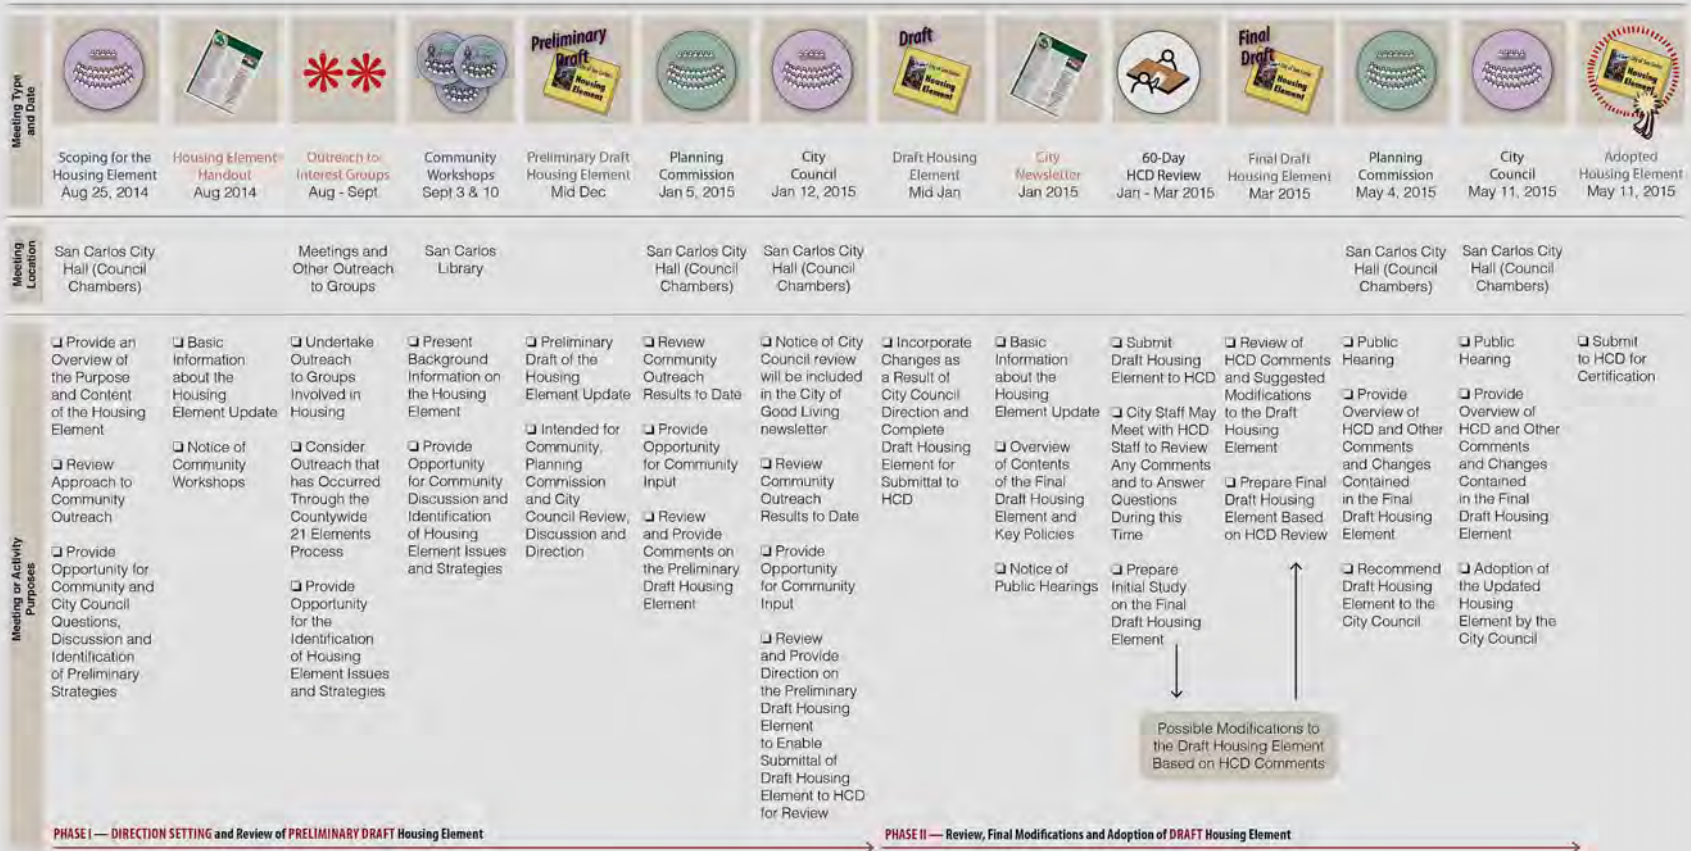 Meeting Type
and Date
Preliminary
Draft
Housing
Element
Draft
Housing
Element
Final
Draft
Housing
Element
Housing
Element
Scoping for the
Housing Element
Aug 25, 2014
Housing Element
Handout
Aug 2014
Outreach to
Interest Groups
Aug - Sept
Community
Workshops
Sept 3 & 10
Preliminary Draft
Housing Element
Mid Dec
Planning
Commission
Jan 5, 2015
City
Council
Jan 12, 2015
Draft Housing
Element
Mid Jan
City
Newsletter
Jan 2015
60-Day
HCD Review
Jan - Mar 2015
Final Draft
Housing Element
Mar 2015
Planning
Commission
May 4, 2015
City
Council
May 11, 2015
Adopted
Housing Element
May 11, 2015
Meeting
Location
San Carlos City
Hall (Council
Chambers)
Meetings and
Other Outreach
to Groups
San Carlos
Library
San Carlos City
Hall (Council
Chambers)
San Carlos City
Hall (Council
Chambers)
San Carlos City
Hall (Council
Chambers)
San Carlos City
Hall (Council
Chambers)
Meeting or Activity
Purposes
❏ Provide an
Overview of
the Purpose
and Content
of the Housing
Element
❏ Review
Approach to
Community
Outreach
❏ Provide
Opportunity for
Community and
City Council
Questions,
Discussion and
Identification
of Preliminary
Strategies
❏ Basic
Information
about the
Housing
Element Update
❏ Notice of
Community
Workshops
❏ Undertake
Outreach
to Groups
Involved in
Housing
❏ Consider
Outreach that
has Occurred
Through the
Countywide
21 Elements
Process
❏ Provide
Opportunity
for the
Identification
of Housing
Element Issues
and Strategies
❏ Present
Background
Information on
the Housing
Element
❏ Provide
Opportunity
for Community
Discussion and
Identification
of Housing
Element Issues
and Strategies
❏ Preliminary
Draft of the
Housing
Element Update
❏ Intended for
Community,
Planning
Commission
and City
Council Review,
Discussion and
Direction
❏ Review
Community
Outreach
Results to Date
❏ Provide
Opportunity
for Community
Input
❏ Review
and Provide
Comments on
the Preliminary
Draft Housing
Element
❏ Notice of City
Council review
will be included
in the City of
Good Living
newsletter
❏ Review
Community
Outreach
Results to Date
❏ Provide
Opportunity
for Community
Input
❏ Review
and Provide
Direction on
the Preliminary
Draft Housing
Element
to Enable
Submittal of
Draft Housing
Element to HCD
for Review
❏ Incorporate
Changes as
a Result of
City Council
Direction and
Complete
Draft Housing
Element for
Submittal to
HCD
❏ Basic
Information
about the
Housing
Element Update
❏ Overview
of Contents
of the Final
Draft Housing
Element and
Key Policies
❏ Notice of
Public Hearings
❏ Submit
Draft Housing
Element to HCD
❏ City Staff May
Meet with HCD
Staff to Review
Any Comments
and to Answer
Questions
During this
Time
❏ Prepare
Initial Study
on the Final
Draft Housing
Element
❏ Review of
HCD Comments
and Suggested
Modifications
to the Draft
Housing
Element
❏ Prepare Final
Draft Housing
Element Based
on HCD Review
Possible Modifications to
the Draft Housing Element
Based on HCD Comments
❏ Public
Hearing
❏ Provide
Overview of
HCD and Other
Comments
and Changes
Contained
in the Final
Draft Housing
Element
❏ Recommend
Draft Housing
Element to the
City Council
❏ Public
Hearing
❏ Provide
Overview of
HCD and Other
Comments
and Changes
Contained
in the Final
Draft Housing
Element
❏ Adoption of
the Updated
Housing
Element by the
City Council
❏ Submit
to HCD for
Certification
PHASE I — DIRECTION SETTING and Review of PRELIMINARY DRAFT Housing Element
PHASE II — Review, Final Modifications and Adoption of DRAFT Housing Element